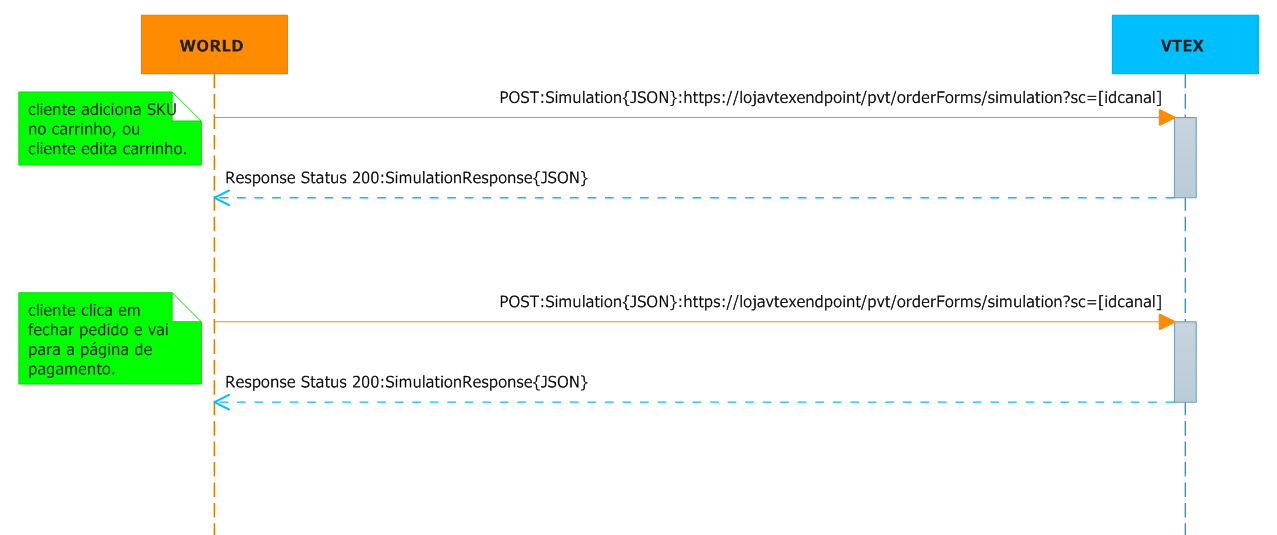 WORLD
VTEX
cliente adiciona SKU
no carrinho, ou
cliente edita carrinho.
POST:Simulation{JSON}:https://lojavtexendpoint/pvt/orderForms/simulation?sc=[idcanal]
Response Status 200:SimulationResponse{JSON}
cliente clica em
fechar pedido e vai
para a página de
pagamento.
POST:Simulation{JSON}:https://lojavtexendpoint/pvt/orderForms/simulation?sc=[idcanal]
Response Status 200:SimulationResponse{JSON}